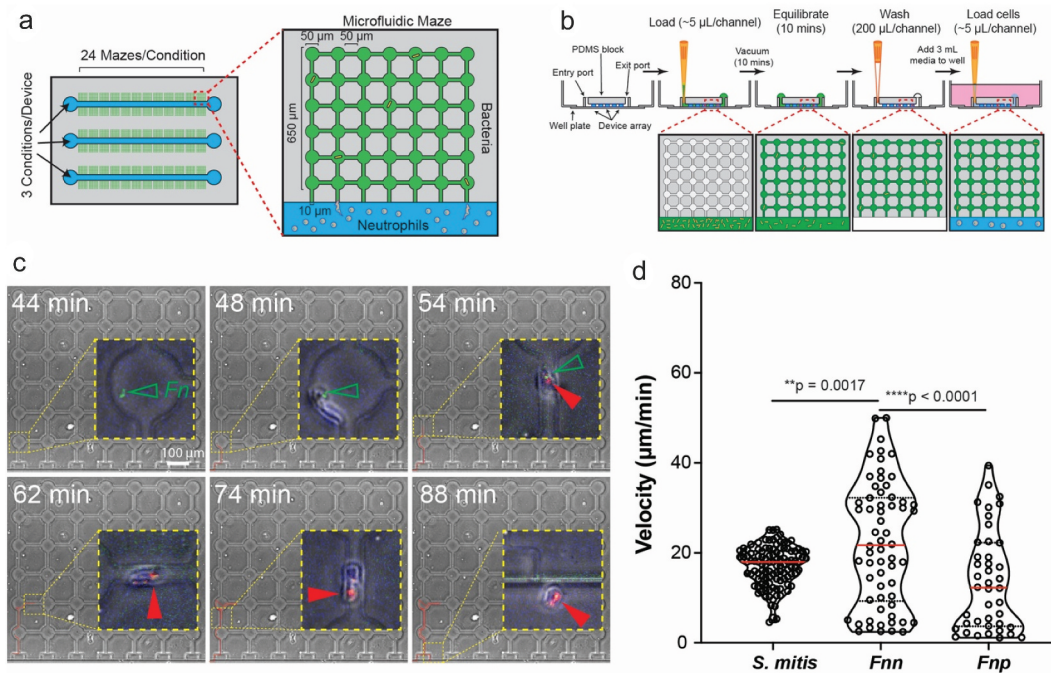 a
24 Mazes/Condition
3 Conditions/Device
Microfluidic Maze
50 μm 50 μm
650 μm
Bacteria
10 μm
Neutrophils
b
Load (~5 μL/channel)
Equilibrate
(10 mins)
Wash
(200 μL/channel)
Load cells
(~5 μL/channel)
PDMS block
Entry port
Exit port
Vacuum
(10 mins)
Add 3 mL
media to well
Well plate
Device array
c
44 min
Fn
100 μm
48 min
54 min
62 min
74 min
88 min
d
Velocity (μm/min)
80
60
40
20
0
**p = 0.0017
****p < 0.0001
S. mitis
Fnn
Fnp